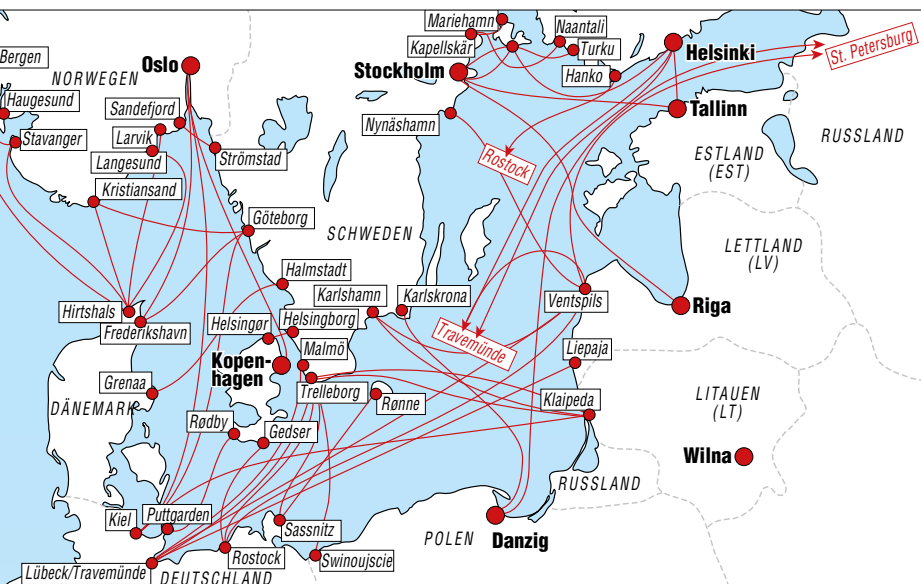 Mariehamn
Naantali
Kapellskär
Turku
Helsinki
St. Petersburg
Bergen
Oslo
NORWEGEN
Stockholm
Hanko
Haugesund
Sandefjord
Tallinn
Stavanger
Larvik
Nynäshamn
RUSSLAND
Langesund
Strömstad
Rostock
ESTLAND
(EST)
Kristiansand
Göteborg
SCHWEDEN
LETTLAND
(LV)
Halmstadt
Karlshamn
Karlskrona
Ventspils
Riga
Hirtshals
Frederikshavn
Helsingør
Helsingborg
Travemünde
Liepaja
Kopen-
hagen
Malmö
Grenaa
Trelleborg
Rønne
Klaipeda
LITAUEN
(LT)
DÄNEMARK
Rødby
Gedser
Wilna
RUSSLAND
Kiel
Puttgarden
Sassnitz
POLEN
Danzig
Lübeck/Travemünde
Rostock
Swinoujscie
DEUTSCHLAND